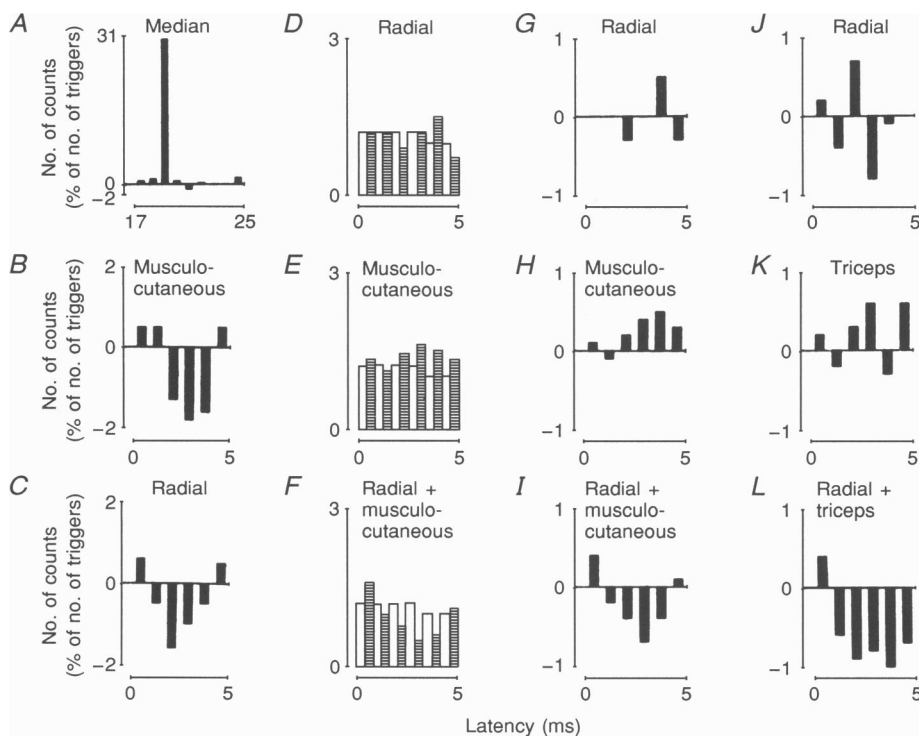 A
Median
No. of counts
(% of no. of triggers)
31
0
−2
17
25
D
Radial
3
0
0
5
G
Radial
1
0
−1
0
5
J
Radial
1
0
−1
0
5
B
Musculo-
cutaneous
No. of counts
(% of no. of triggers)
2
0
−2
0
5
E
Musculo-
cutaneous
3
0
0
5
H
Musculo-
cutaneous
1
0
−1
0
5
K
Triceps
1
0
−1
0
5
C
Radial
No. of counts
(% of no. of triggers)
2
0
−2
0
5
F
Radial +
musculo-
cutaneous
3
0
0
5
I
Radial +
musculo-
cutaneous
1
0
−1
0
5
L
Radial +
triceps
1
0
−1
0
5
Latency (ms)